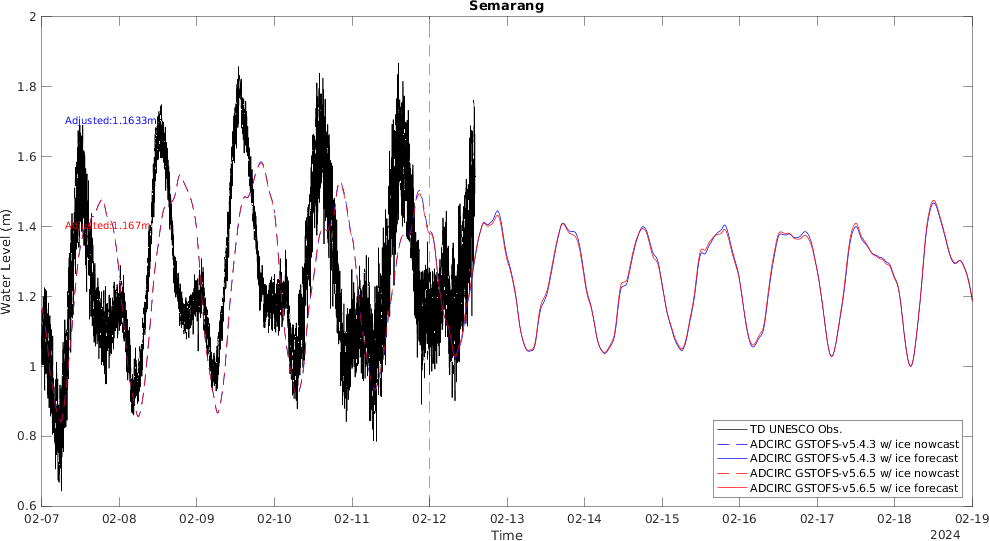 Semarang
2
1.8
1.6
1.4
1.2
1
0.8
0.6
Water Level (m)
Adjusted:1.1633m
Adjusted:1.167m
TD UNESCO Obs.
ADCIRC GSTOFS-v5.4.3 w/ ice nowcast
ADCIRC GSTOFS-v5.4.3 w/ ice forecast
ADCIRC GSTOFS-v5.6.5 w/ ice nowcast
ADCIRC GSTOFS-v5.6.5 w/ ice forecast
02-07 02-08 02-09 02-10 02-11 02-12 02-13 02-14 02-15 02-16 02-17 02-18 02-19
Time
2024